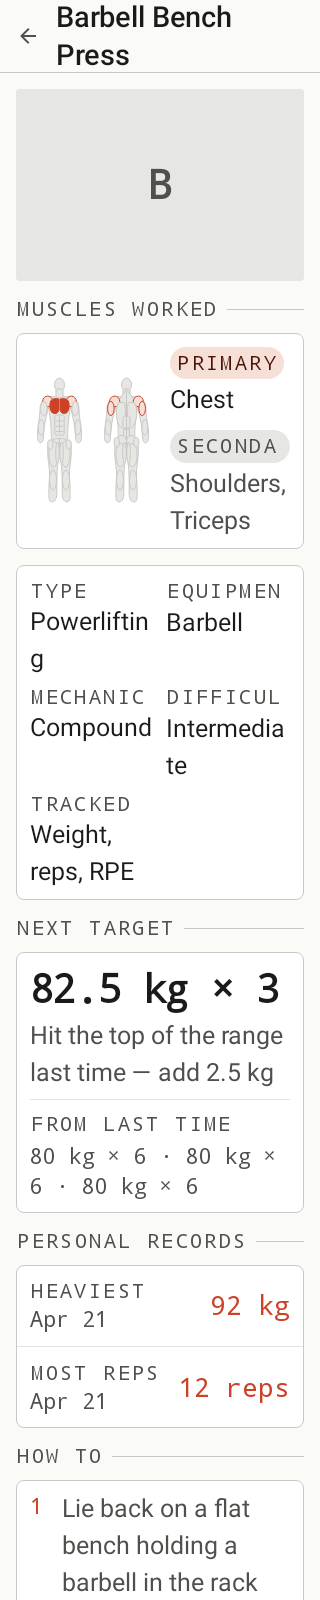 Barbell Bench
Press
B
MUSCLES WORKED
PRIMARY
Chest
SECONDA
Shoulders,
Triceps
TYPE
Powerliftin
g
EQUIPMEN
Barbell
MECHANIC
Compound
DIFFICUL
Intermedia
te
TRACKED
Weight,
reps, RPE
NEXT TARGET
82.5 kg × 3
Hit the top of the range
last time — add 2.5 kg
FROM LAST TIME
80 kg × 6 · 80 kg ×
6 · 80 kg × 6
PERSONAL RECORDS
HEAVIEST
Apr 21
92 kg
MOST REPS
Apr 21
12 reps
HOW TO
1 Lie back on a flat
bench holding a
barbell in the rack